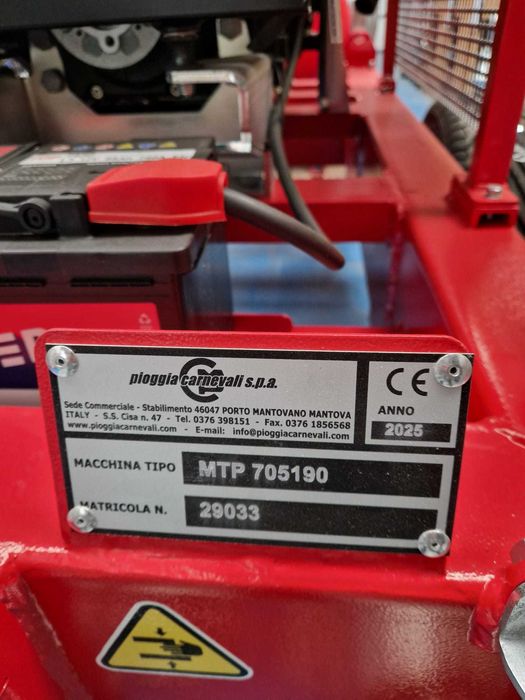 pioggia carnevali s.p.a.
CE
Sede Commerciale - Stabilimento 46047 PORTO MANTOVANO MANTOVA
ITALY - S.S. Cisa n. 47 - Tel. 0376 398151 - Fax. 0376 1856568
www.pioggiacarnevali.com - E-mail: info@pioggiacarnevali.com
ANNO
2025
MACCHINA TIPO MTP 705190
MATRICOLA N. 29033